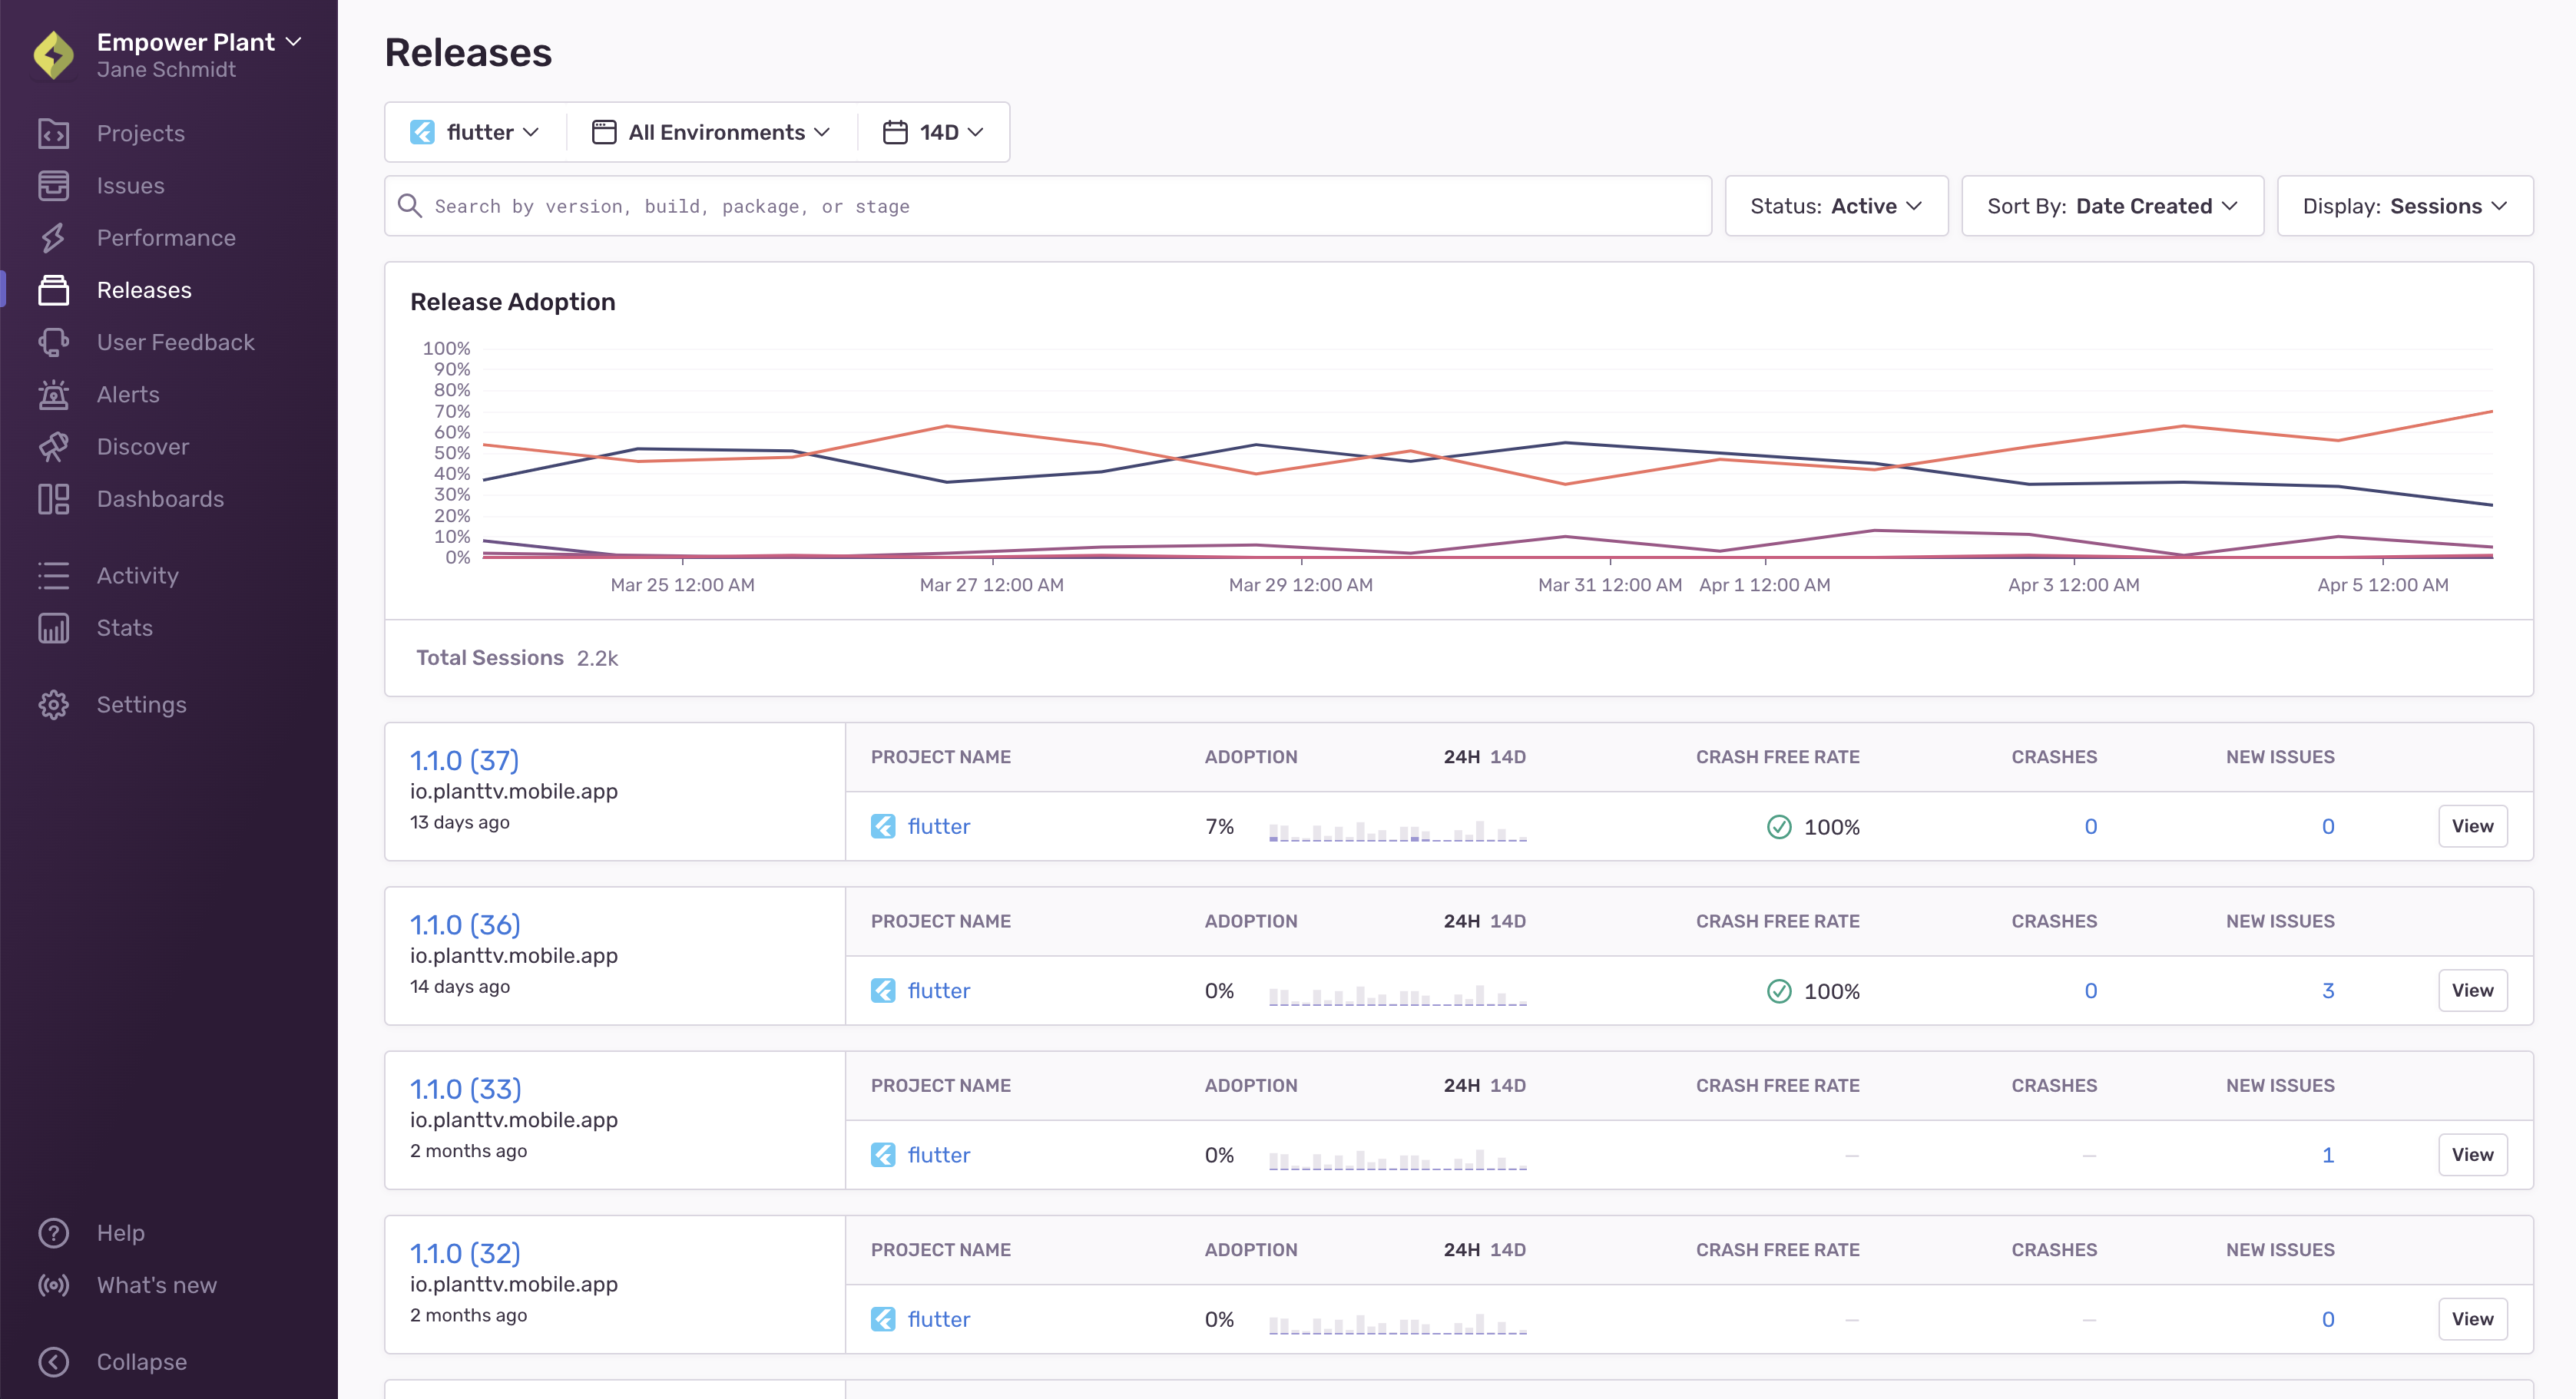 Empower Plant
Jane Schmidt
Projects
Issues
Performance
Releases
User Feedback
Alerts
Discover
Dashboards
Activity
Stats
Settings
Help
What's new
Collapse
Releases
flutter All Environments 14D
Search by version, build, package, or stage
Status: Active
Sort By: Date Created
Display: Sessions
Release Adoption
100%
90%
80%
70%
60%
50%
40%
30%
20%
10%
0%
Mar 25 12:00 AM Mar 27 12:00 AM Mar 29 12:00 AM Mar 31 12:00 AM Apr 1 12:00 AM Apr 3 12:00 AM Apr 5 12:00 AM
Total Sessions 2.2k
1.1.0 (37)
io.planttv.mobile.app
13 days ago
PROJECT NAME ADOPTION 24H 14D CRASH FREE RATE CRASHES NEW ISSUES
flutter 7% 100% 0 0 View
1.1.0 (36)
io.planttv.mobile.app
14 days ago
PROJECT NAME ADOPTION 24H 14D CRASH FREE RATE CRASHES NEW ISSUES
flutter 0% 100% 0 3 View
1.1.0 (33)
io.planttv.mobile.app
2 months ago
PROJECT NAME ADOPTION 24H 14D CRASH FREE RATE CRASHES NEW ISSUES
flutter 0% — — 1 View
1.1.0 (32)
io.planttv.mobile.app
2 months ago
PROJECT NAME ADOPTION 24H 14D CRASH FREE RATE CRASHES NEW ISSUES
flutter 0% — — 0 View